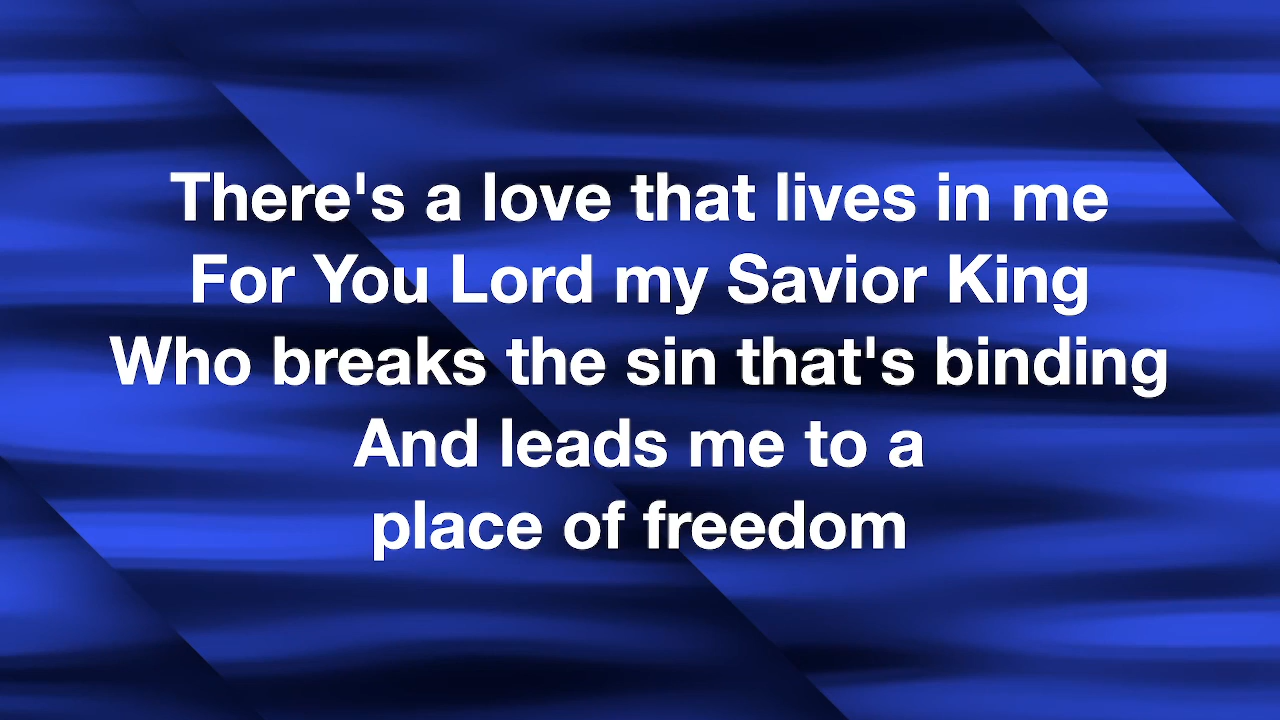 There's a love that lives in me
For You Lord my Savior King
Who breaks the sin that's binding
And leads me to a
place of freedom